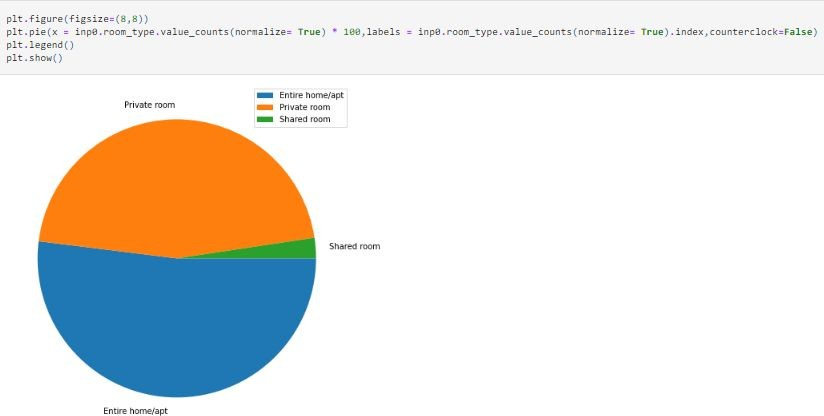 plt.figure(figsize=(8,8))
plt.pie(x = inp0.room_type.value_counts(normalize= True) * 100,labels = inp0.room_type.value_counts(normalize= True).index,counterclock=False)
plt.legend()
plt.show()
Entire home/apt
Private room
Shared room
Private room
Shared room
Entire home/apt